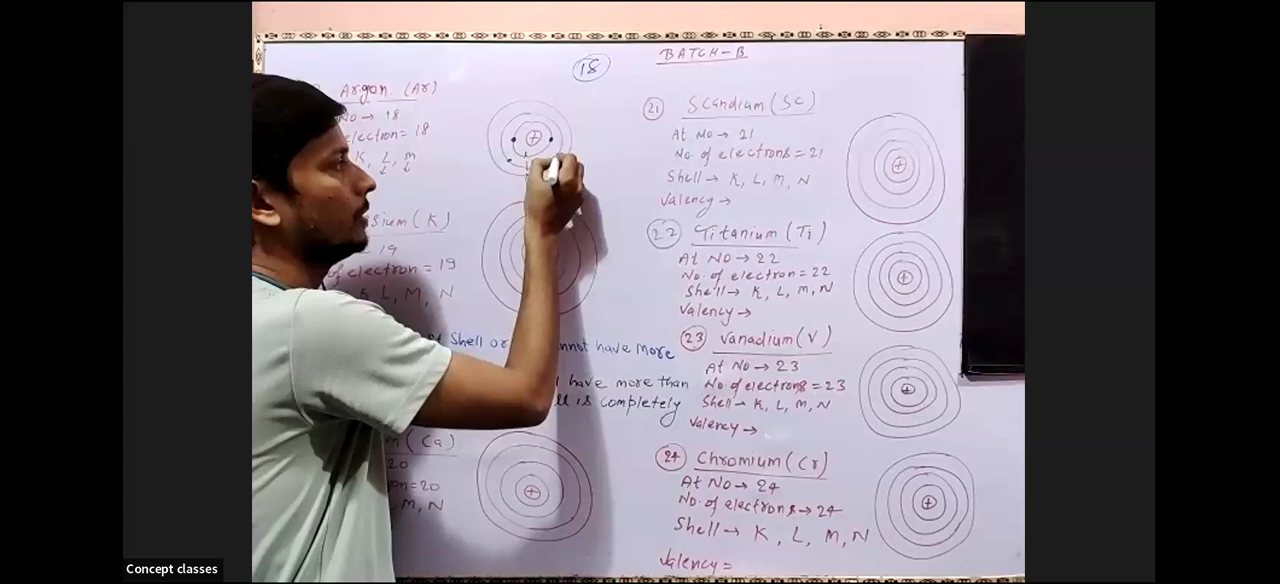 BATCH-B
18
Argon (Ar)
No → 18
electron = 18
K, L, M
sium (K)
19
of electron = 19
L, M, N
Shell or
nnot have more
have more than
is completely
(Ca)
20
on = 20
M, N
21 Scandium (Sc)
At No → 21
No. of electrons = 21
Shell → K, L, M, N
Valency →
22 Titanium (Ti)
At No → 22
No. of electron = 22
Shell → K, L, M, N
Valency →
23 Vanadium (V)
At No → 23
No. of electrons = 23
Shell → K, L, M, N
Valency →
24 Chromium (Cr)
At No → 24
No. of electrons → 24
Shell → K, L, M, N
Valency =
Concept classes